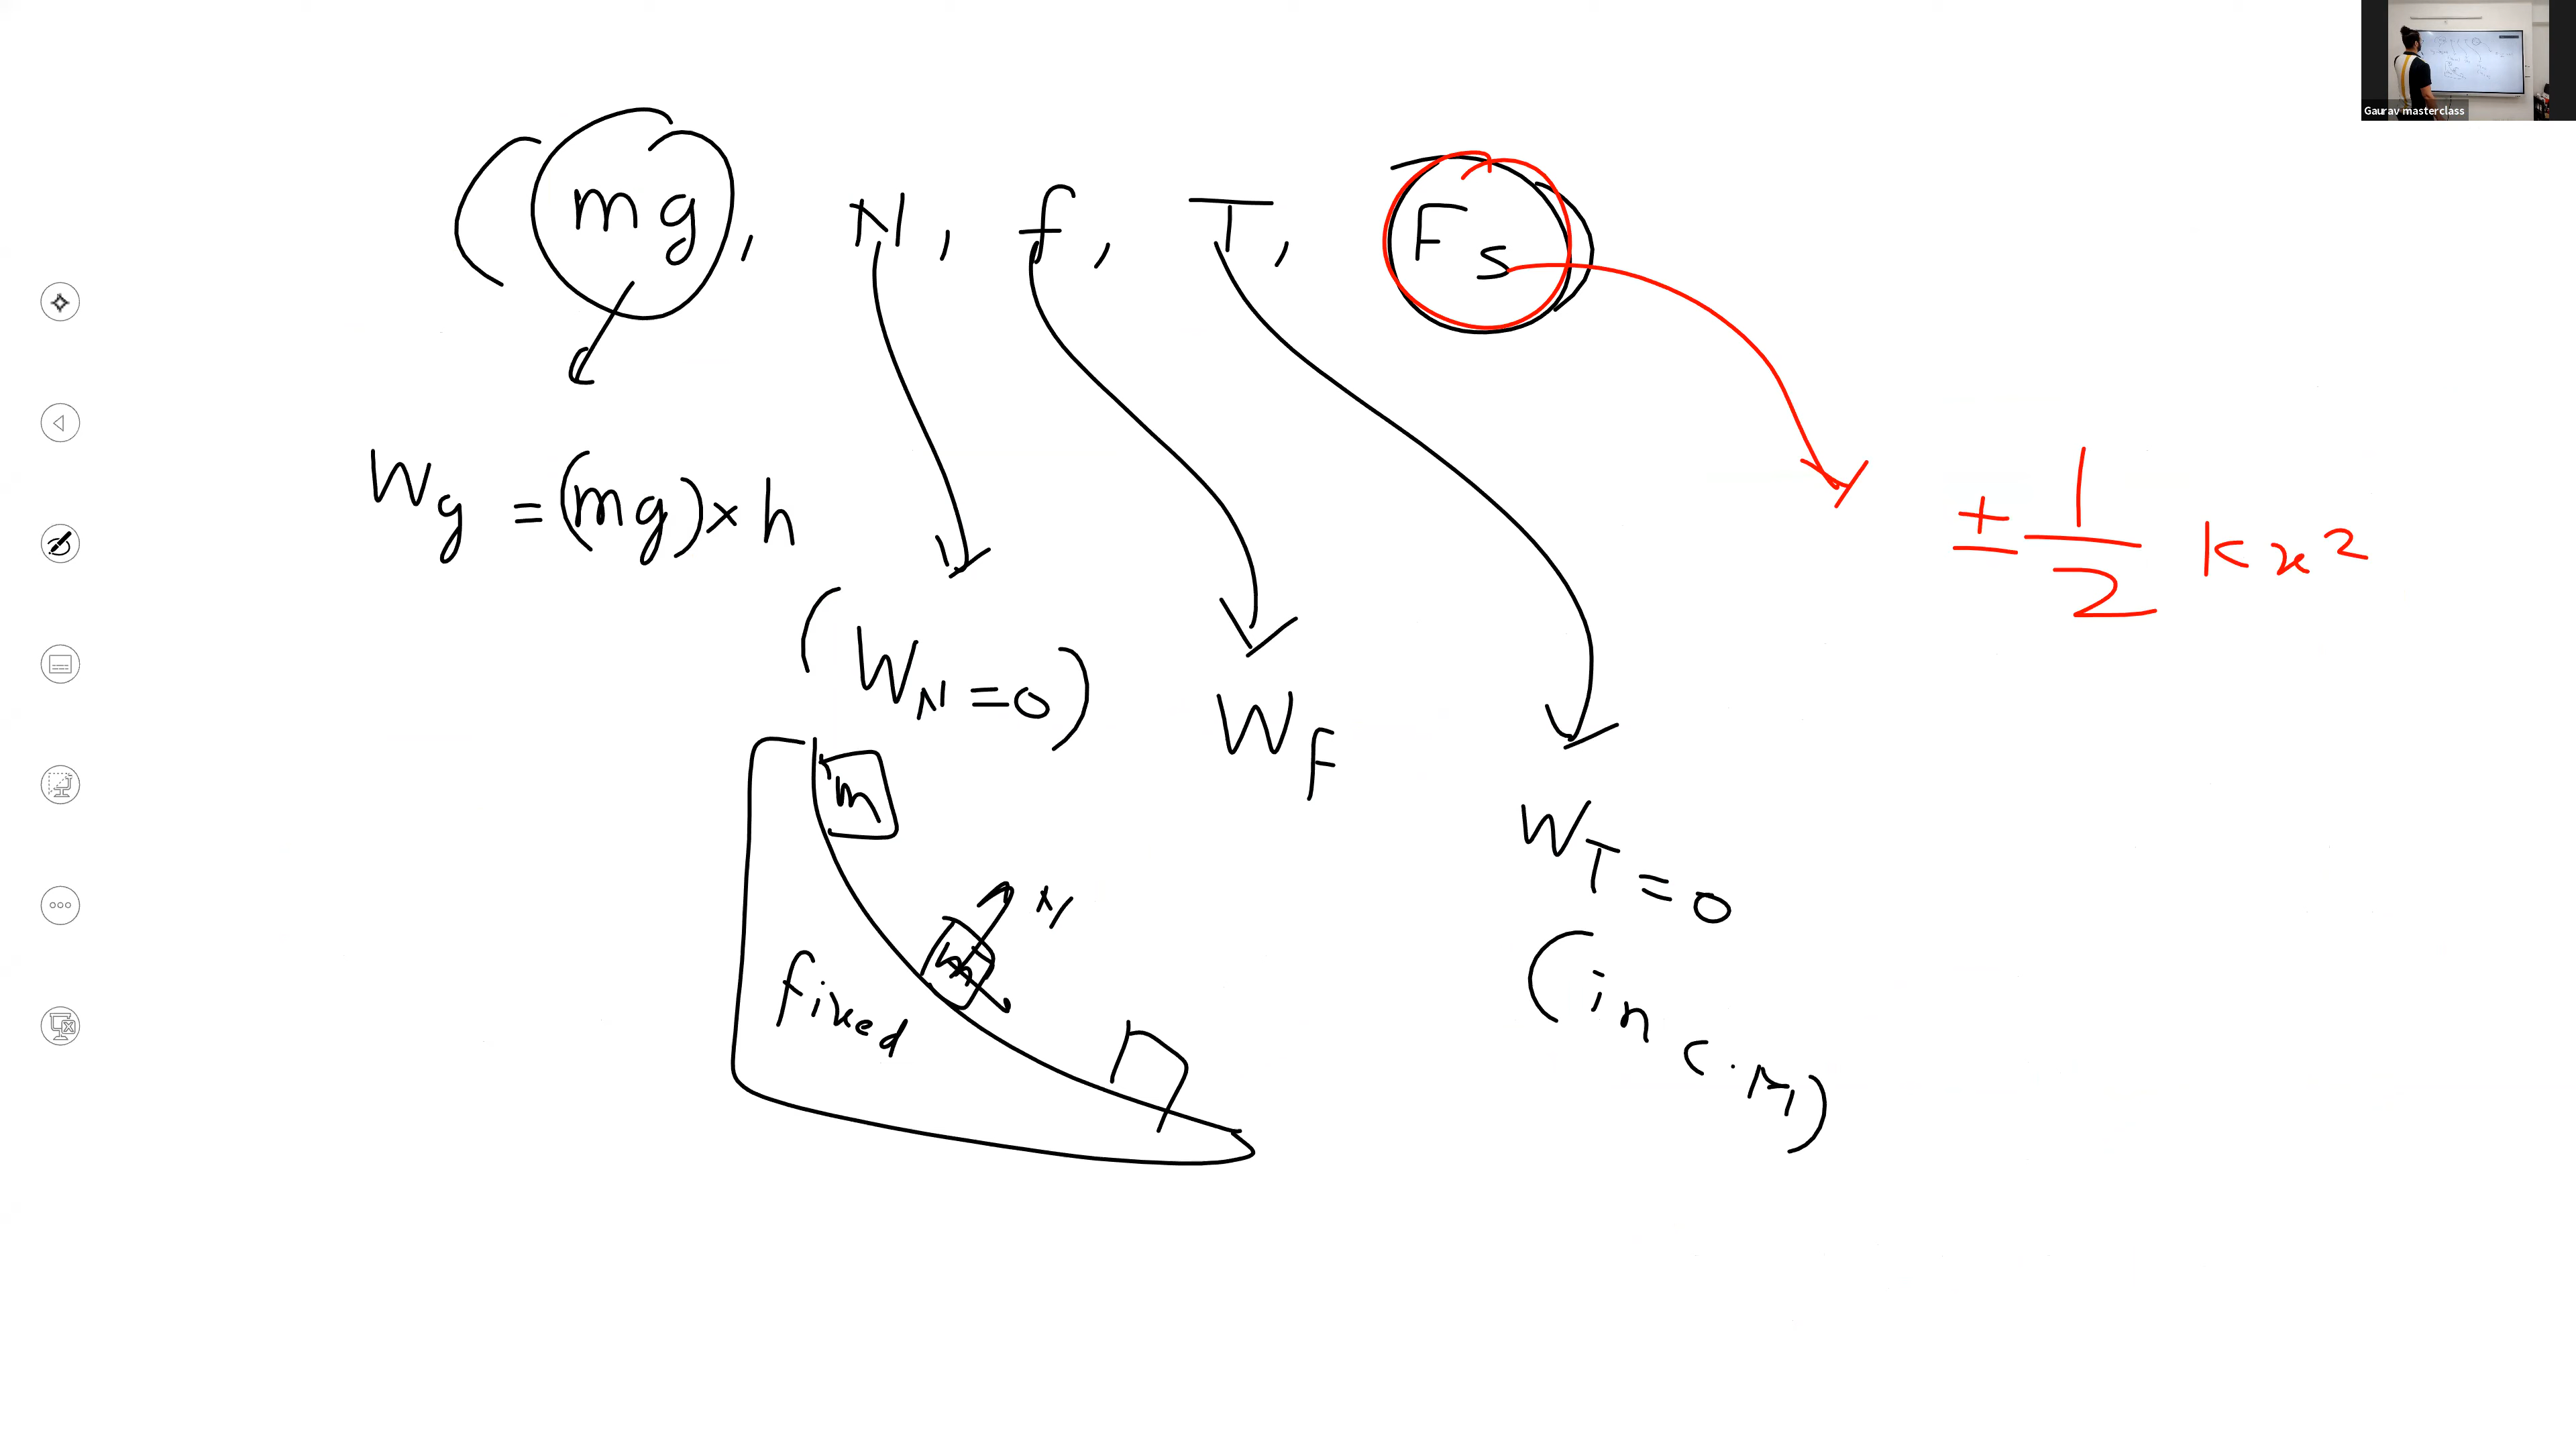 Gaurav masterclass
(mg, N, f, T, Fs)
Wg = (mg) × h
± 1/2 kx²
(WN = 0)
WF
WT = 0
(in C.M)
m
N
m
fixed